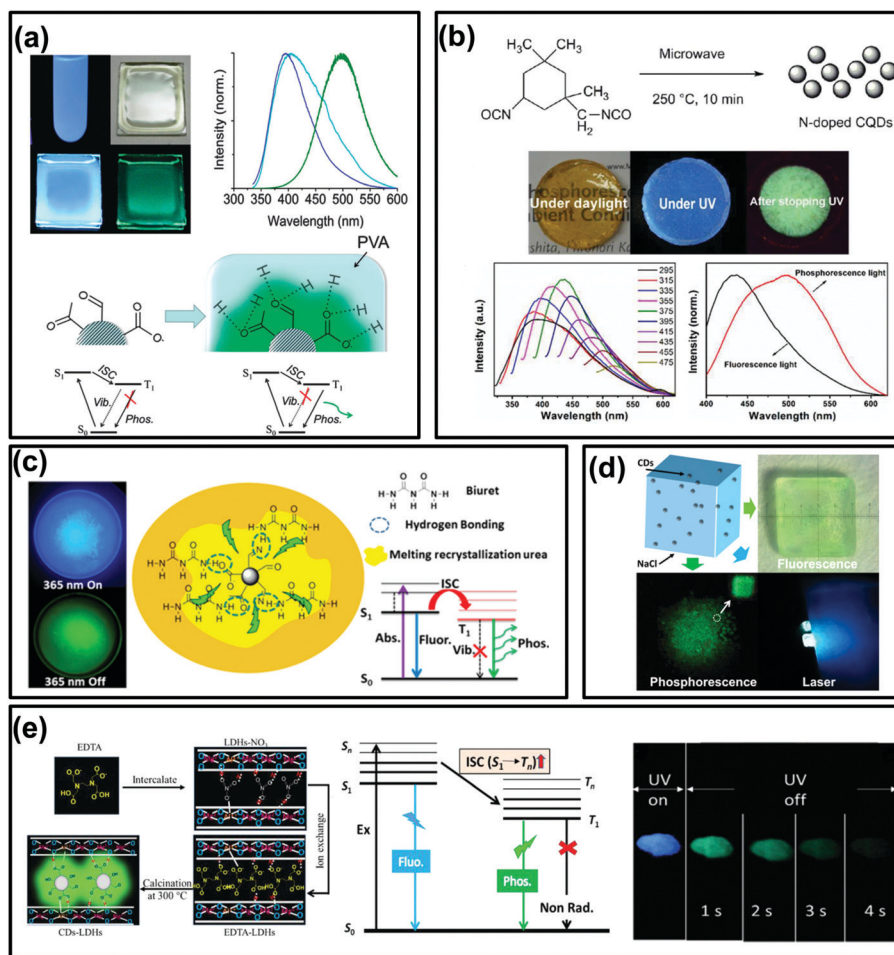 (a)
Intensity (norm.)
300 350 400 450 500 550 600
Wavelength (nm)
PVA
H H H H H
O O O O O
O O O O.
S1 ISC T1
Vib. Phos.
S0
S1 ISC T1
Vib. Phos.
S0
(b)
H3C CH3
CH3
OCN C—NCO
H2
Microwave
250 °C, 10 min
N-doped CQDs
Under daylight
Under UV
After stopping UV
Intensity (a.u.)
295
315
335
355
375
395
415
435
455
475
350 400 450 500 550 600
Wavelength (nm)
Intensity (norm.)
Phosphorescence light
Fluorescence light
400 450 500 550 600
Wavelength (nm)
(c)
365 nm On
365 nm Off
Biuret
Hydrogen Bonding
Melting recrystallization urea
ISC
S1
Abs.
Fluor.
T1
Vib.
Phos.
S0
(d)
CDs
NaCl
Fluorescence
Phosphorescence
Laser
(e)
EDTA
Intercalate
LDHs-NO3
Ion exchange
Calcination
at 300 °C
CDs-LDHs
EDTA-LDHs
Sn
S1
ISC (S1→Tn)
Tn
T1
Ex
Fluo.
Phos.
Non Rad.
S0
UV
on
UV
off
1 s
2 s
3 s
4 s